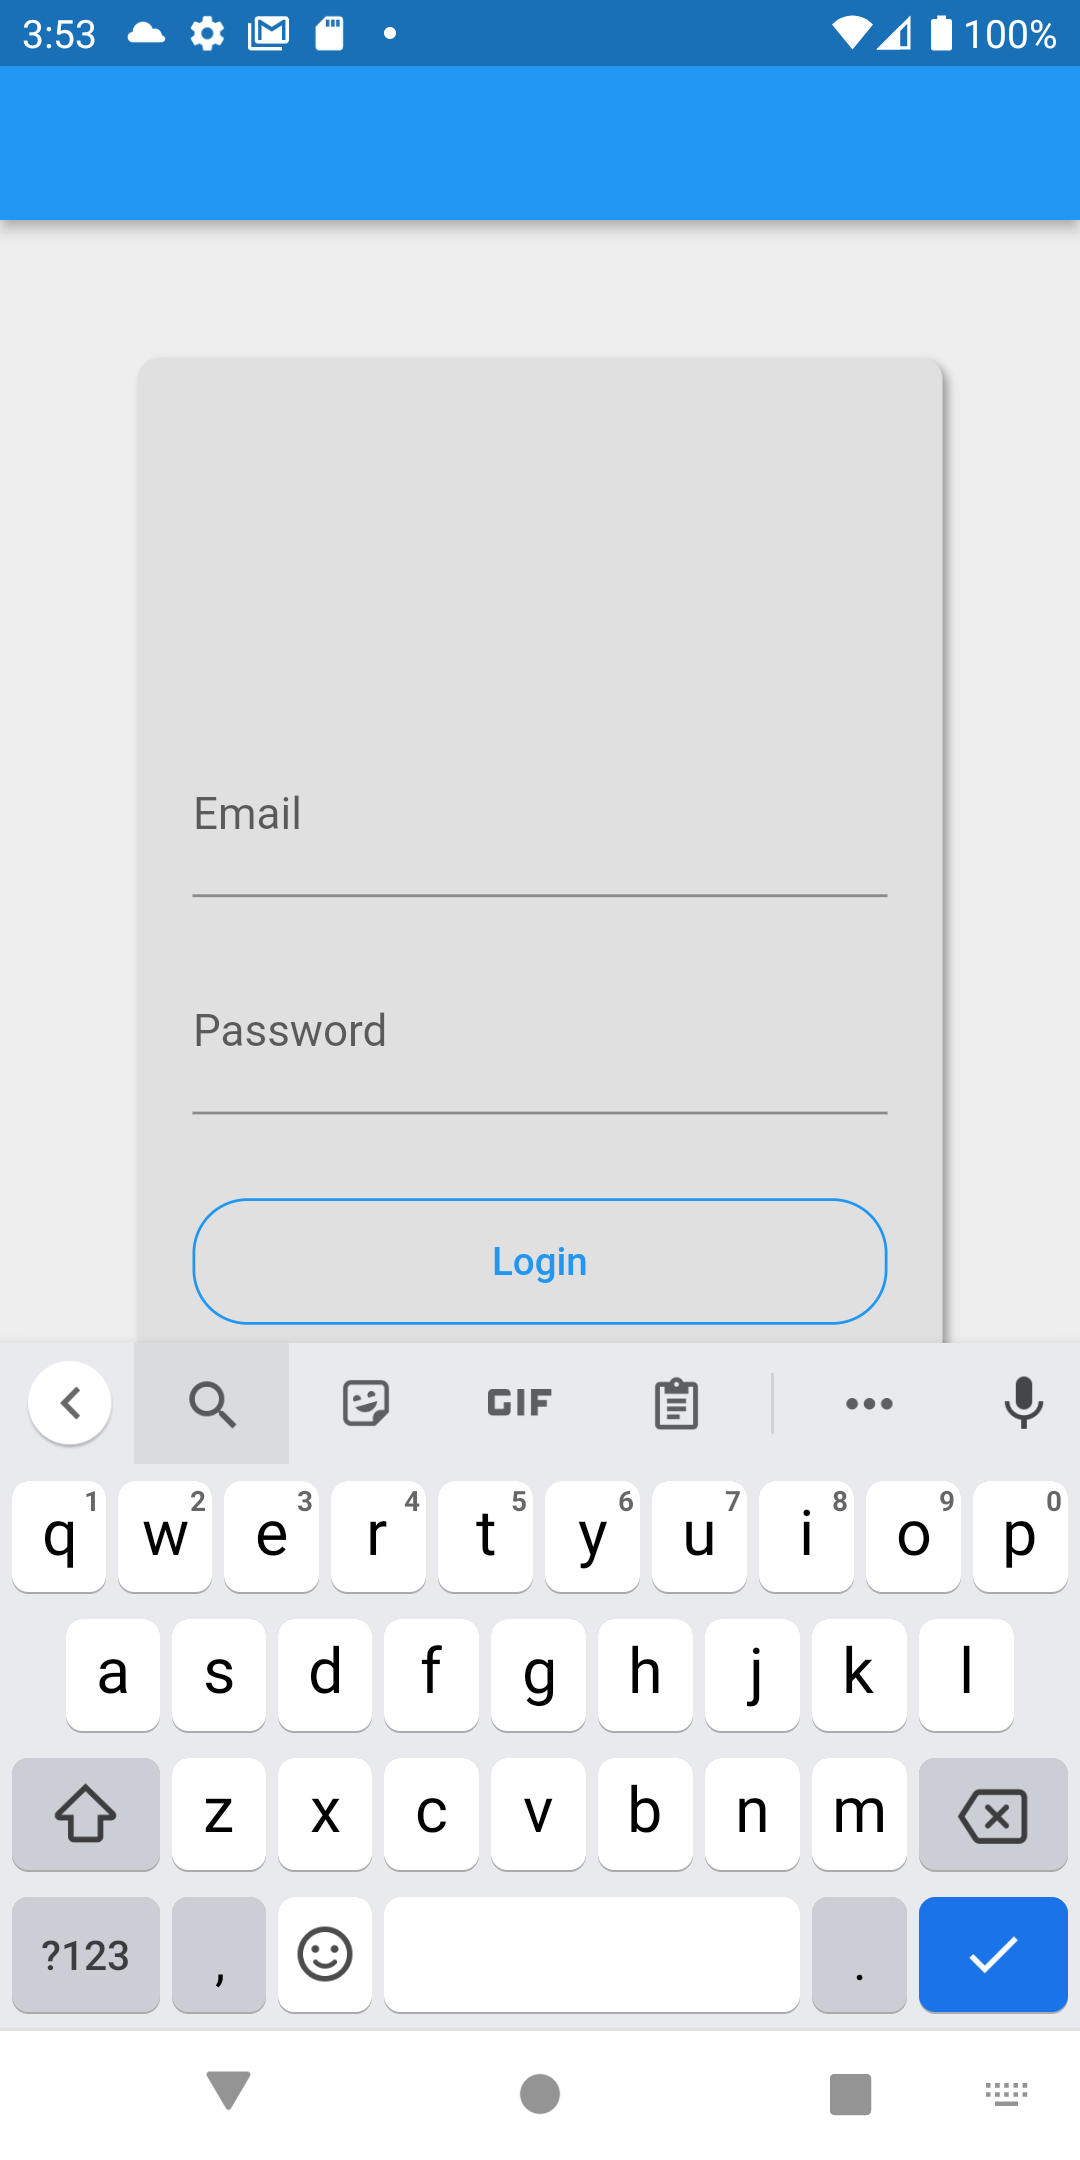 3:53 100%
Email
Password
Login
GIF
q 1 w 2 e 3 r 4 t 5 y 6 u 7 i 8 o 9 p 0
a s d f g h j k l
z x c v b n m
?123 , .